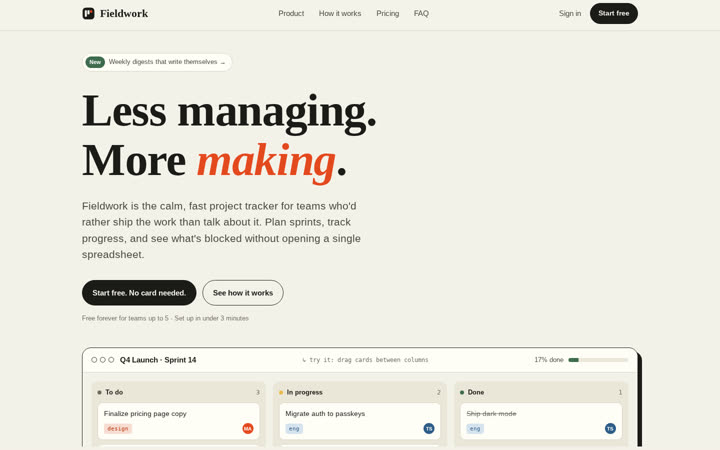 Fieldwork
Product How it works Pricing FAQ
Sign in Start free
New Weekly digests that write themselves →
Less managing.
More making.
Fieldwork is the calm, fast project tracker for teams who'd
rather ship the work than talk about it. Plan sprints, track
progress, and see what's blocked without opening a single
spreadsheet.
Start free. No card needed. See how it works
Free forever for teams up to 5 · Set up in under 3 minutes
Q4 Launch · Sprint 14
↳ try it: drag cards between columns
17% done
To do 3
Finalize pricing page copy
design MA
In progress 2
Migrate auth to passkeys
eng TS
Done 1
Ship dark mode
eng TS